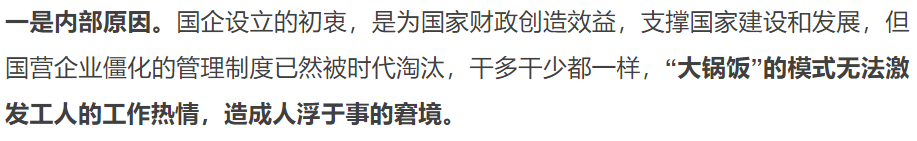 一是内部原因。国企设立的初衷，是为国家财政创造效益，支撑国家建设和发展，但
国营企业僵化的管理制度已然被时代淘汰，干多干少都一样，“大锅饭”的模式无法激
发工人的工作热情，造成人浮于事的窘境。